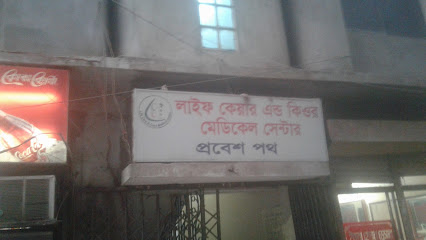 লাইফ কেয়ার এন্ড কিওর
মেডিকেল সেন্টার
প্রবেশ পথ